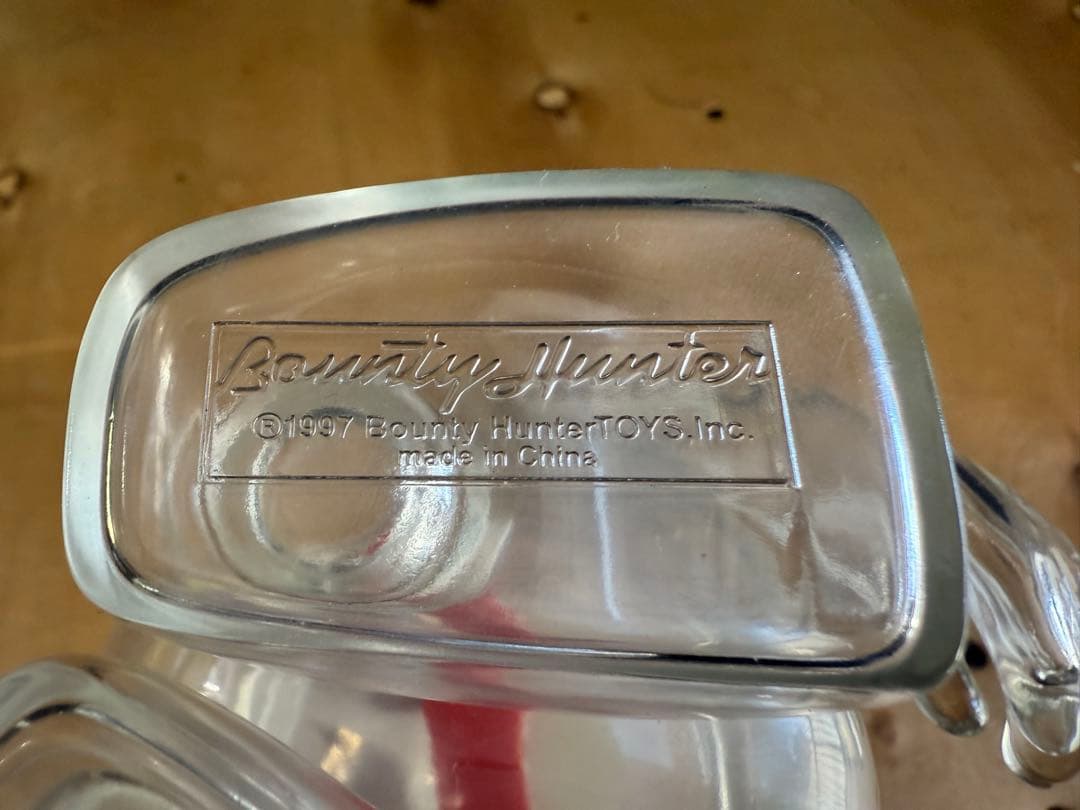 Bounty Hunter
®1997 Bounty HunterTOYS.Inc.
made in China